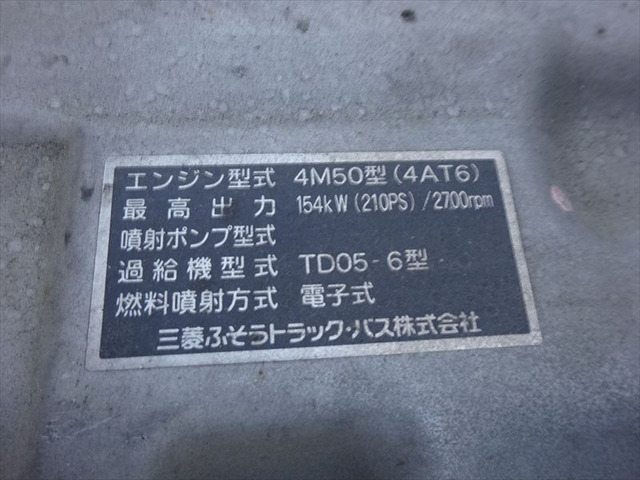 エンジン型式 4M50型(4AT6)
最高出力 154kW(210PS)/2700rpm
噴射ポンプ型式
過給機型式 TD05-6型
燃料噴射方式 電子式
三菱ふそうトラック・バス株式会社